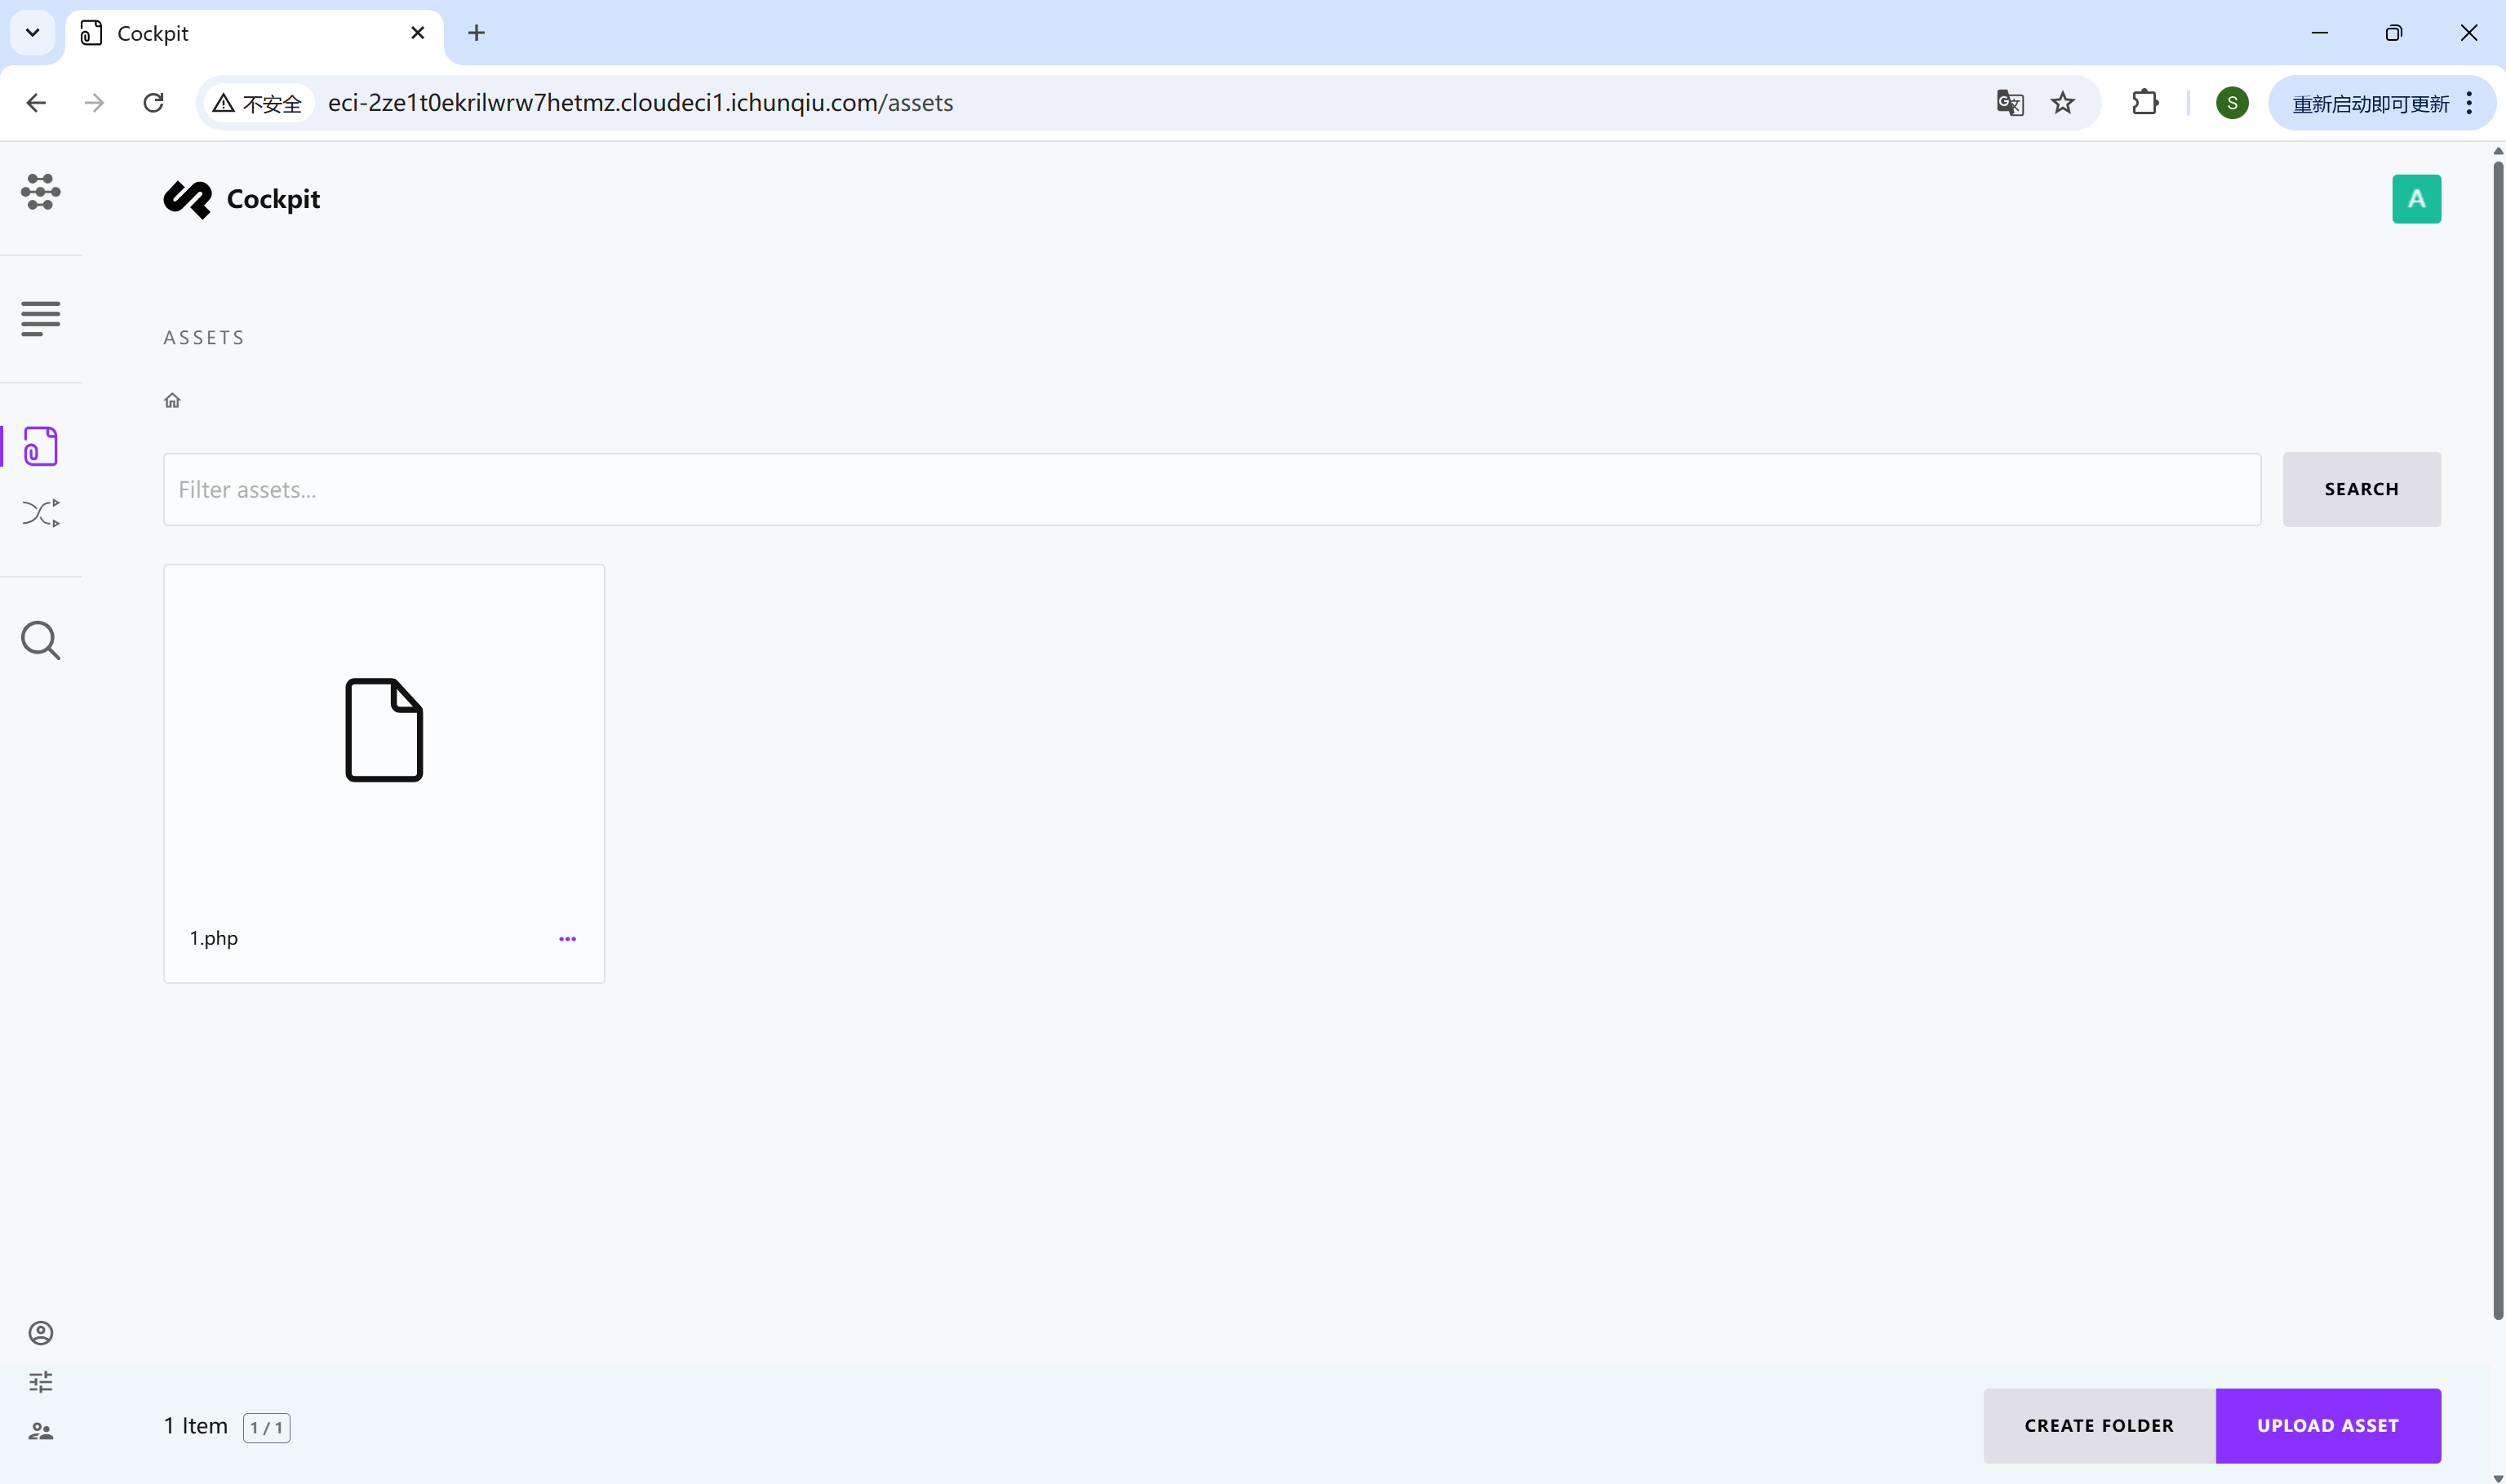 Cockpit
不安全
eci-2ze1t0ekrilwrw7hetmz.cloudeci1.ichunqiu.com/assets
S
重新启动即可更新
Cockpit
A
ASSETS
Filter assets...
SEARCH
1.php
1 Item
1 / 1
CREATE FOLDER
UPLOAD ASSET